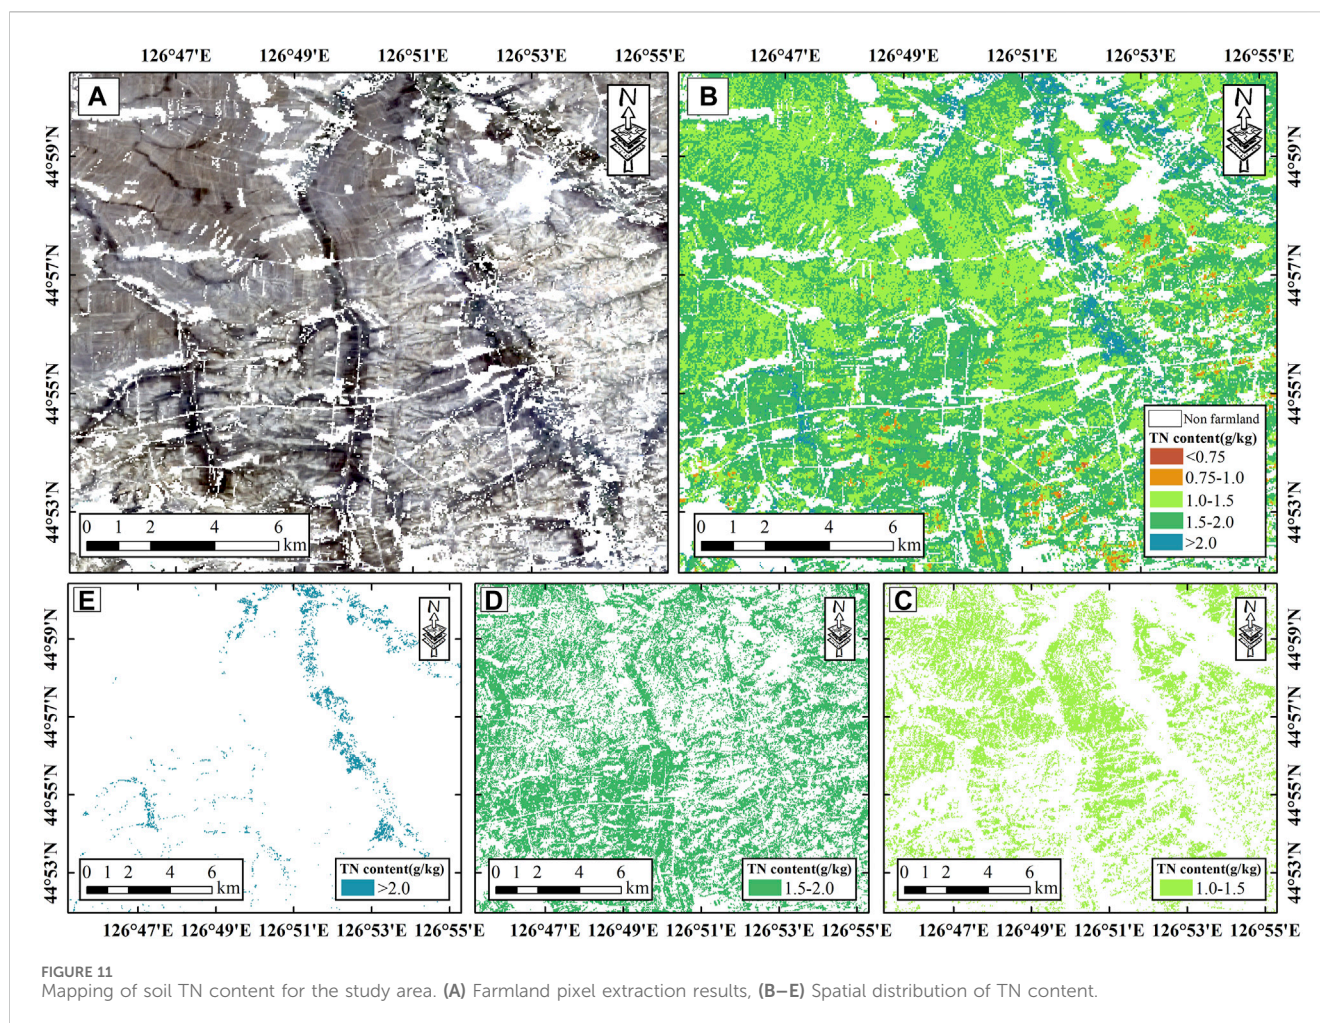 126°47'E 126°49'E 126°51'E 126°53'E 126°55'E
126°47'E 126°49'E 126°51'E 126°53'E 126°55'E
A
N
44°59'N
44°57'N
44°55'N
44°53'N
0 1 2 4 6
km
B
N
44°59'N
44°57'N
44°55'N
44°53'N
Non farmland
TN content(g/kg)
<0.75
0.75-1.0
1.0-1.5
1.5-2.0
>2.0
0 1 2 4 6
km
E
N
44°59'N
44°57'N
44°55'N
44°53'N
0 1 2 4 6
km
TN content(g/kg)
>2.0
D
N
0 1 2 4 6
km
TN content(g/kg)
1.5-2.0
C
N
44°59'N
44°57'N
44°55'N
44°53'N
0 1 2 4 6
km
TN content(g/kg)
1.0-1.5
126°47'E 126°49'E 126°51'E 126°53'E 126°55'E
126°47'E 126°49'E 126°51'E 126°53'E 126°55'E
126°47'E 126°49'E 126°51'E 126°53'E 126°55'E
FIGURE 11
Mapping of soil TN content for the study area. (A) Farmland pixel extraction results, (B–E) Spatial distribution of TN content.